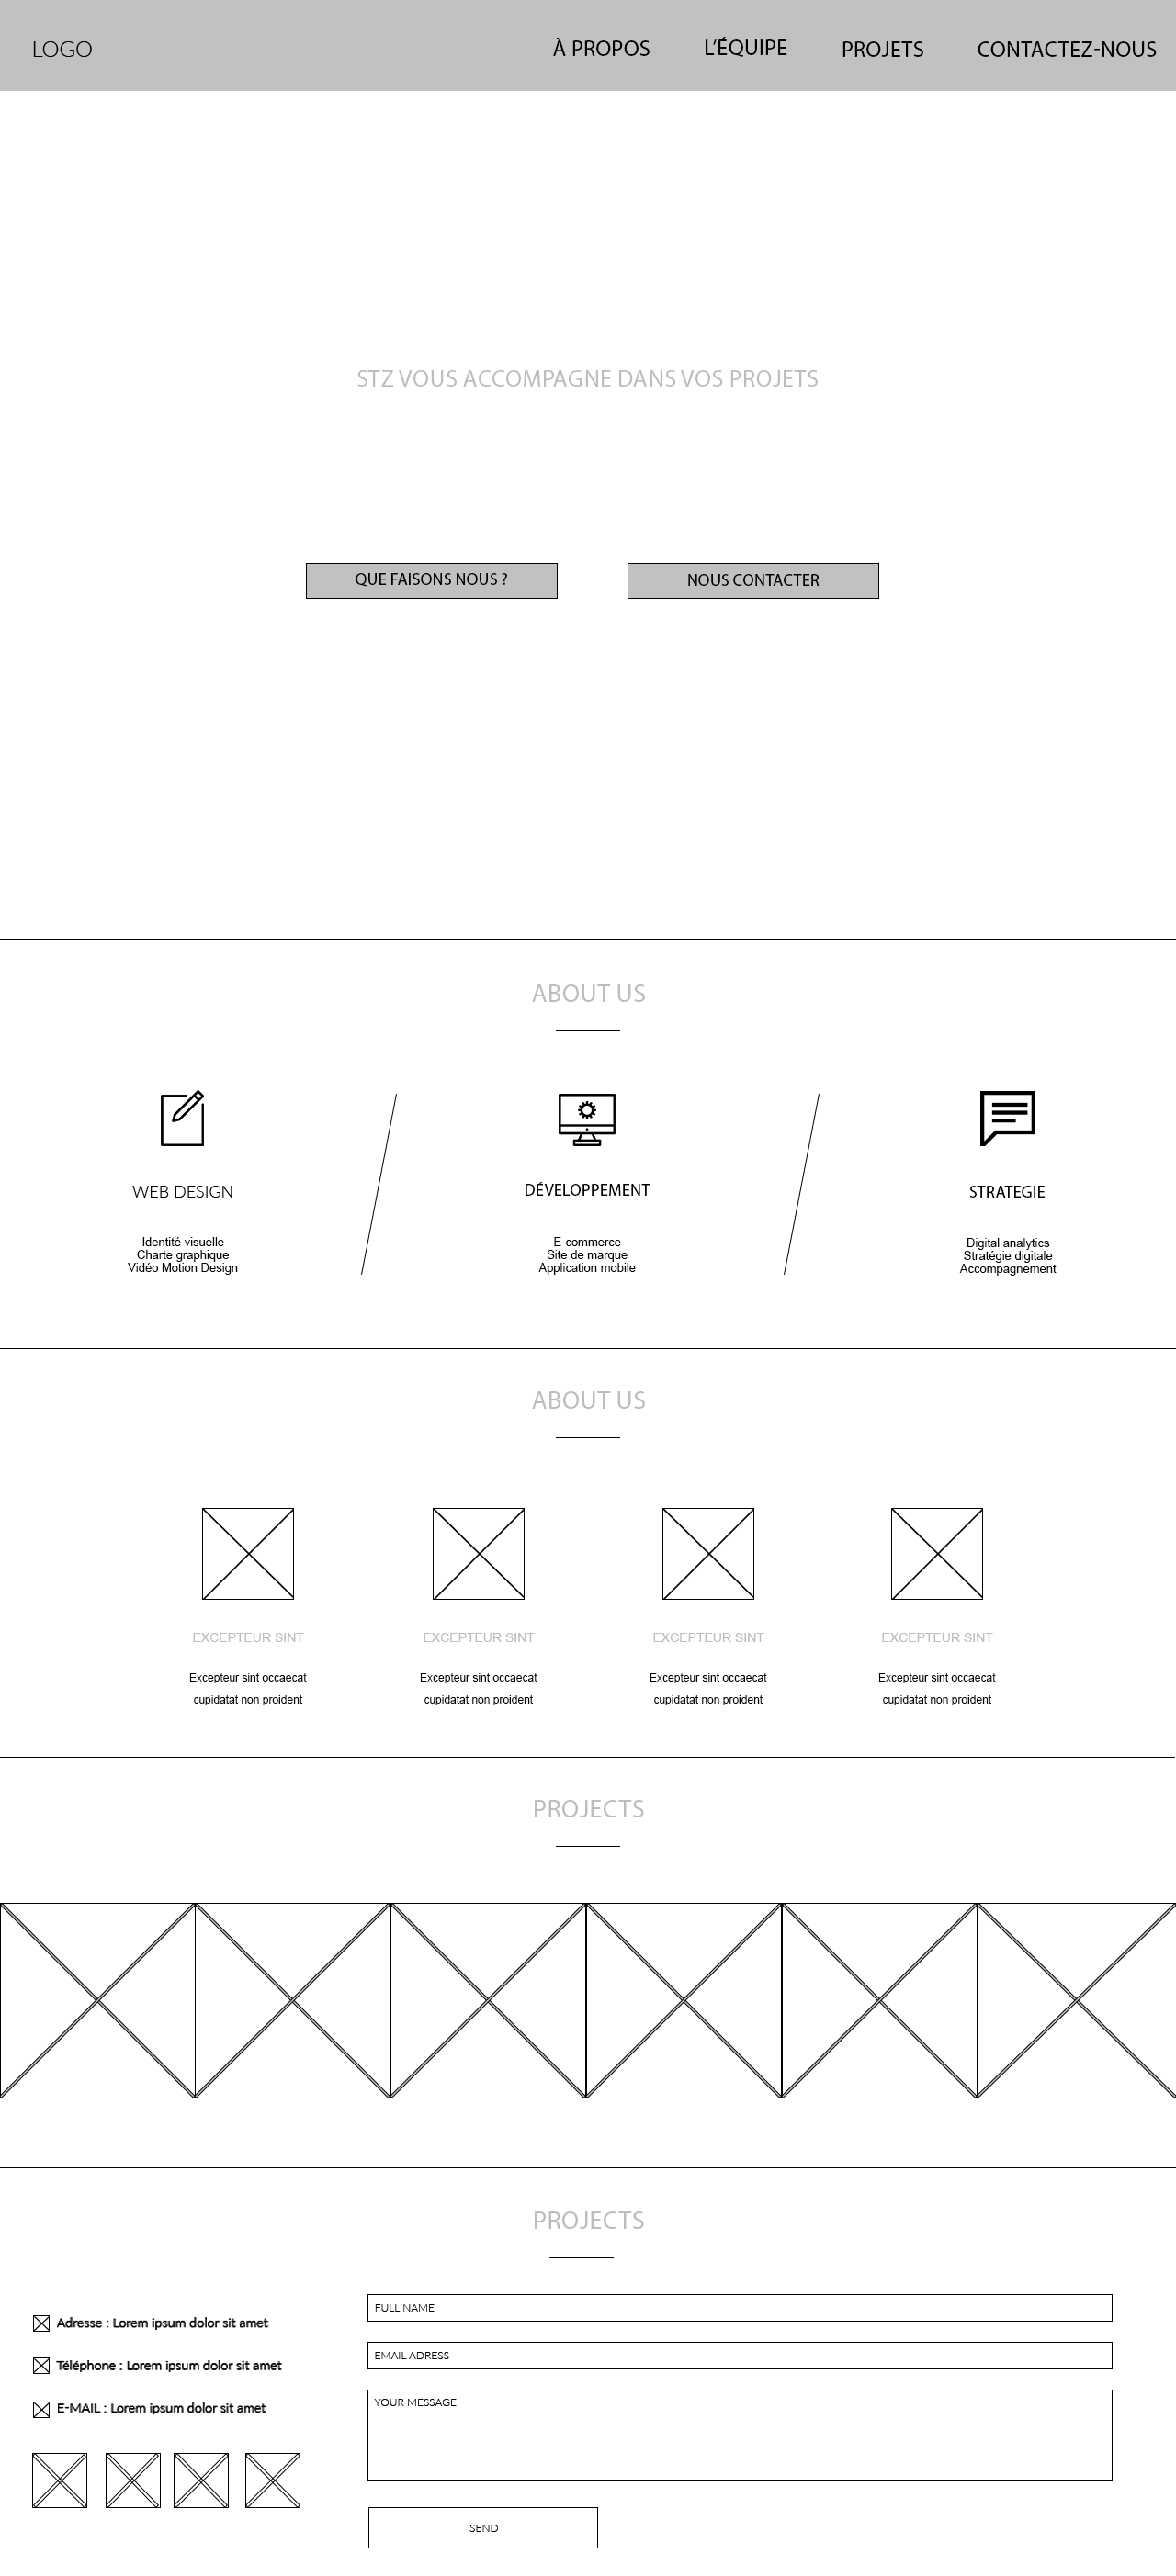 LOGO
À PROPOS
L'ÉQUIPE
PROJETS
CONTACTEZ-NOUS
STZ VOUS ACCOMPAGNE DANS VOS PROJETS
QUE FAISONS NOUS ?
NOUS CONTACTER
ABOUT US
WEB DESIGN
Identité visuelle
Charte graphique
Vidéo Motion Design
DÉVELOPPEMENT
E-commerce
Site de marque
Application mobile
STRATEGIE
Digital analytics
Stratégie digitale
Accompagnement
ABOUT US
EXCEPTEUR SINT
Excepteur sint occaecat
cupidatat non proident
EXCEPTEUR SINT
Excepteur sint occaecat
cupidatat non proident
EXCEPTEUR SINT
Excepteur sint occaecat
cupidatat non proident
EXCEPTEUR SINT
Excepteur sint occaecat
cupidatat non proident
PROJECTS
PROJECTS
Adresse : Lorem ipsum dolor sit amet
Téléphone : Lorem ipsum dolor sit amet
E-MAIL : Lorem ipsum dolor sit amet
FULL NAME
EMAIL ADRESS
YOUR MESSAGE
SEND